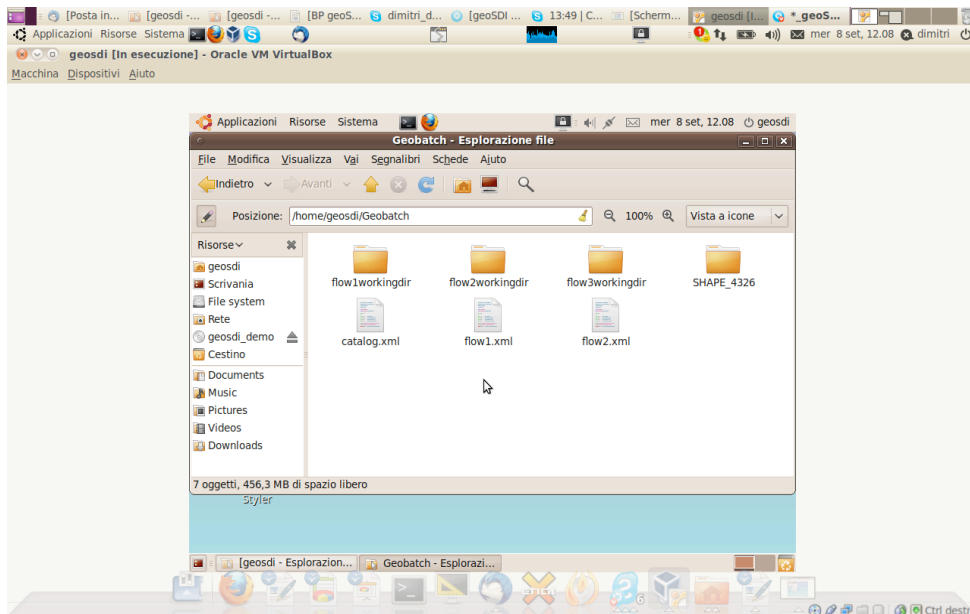 [Posta in... [geosdi -... [geosdi -... [BP geoS... dimitri_d... [geoSDI ... 13:49 | C... [Scherm... geosdi [I... *_geoS...
Applicazioni Risorse Sistema mer 8 set, 12.08 dimitri
geosdi [In esecuzione] - Oracle VM VirtualBox
Macchina Dispositivi Aiuto
Applicazioni Risorse Sistema mer 8 set, 12.08 geosdi
Geobatch - Esplorazione file
File Modifica Visualizza Vai Segnalibri Schede Aiuto
Indietro Avanti
Posizione: /home/geosdi/Geobatch 100% Vista a icone
Risorse
geosdi
Scrivania
File system
Rete
geosdi_demo
Cestino
Documents
Music
Pictures
Videos
Downloads
flow1workingdir flow2workingdir flow3workingdir SHAPE_4326
catalog.xml flow1.xml flow2.xml
7 oggetti, 456,3 MB di spazio libero
Styler
[geosdi - Esplorazion... Geobatch - Esplorazi...
Ctrl destr